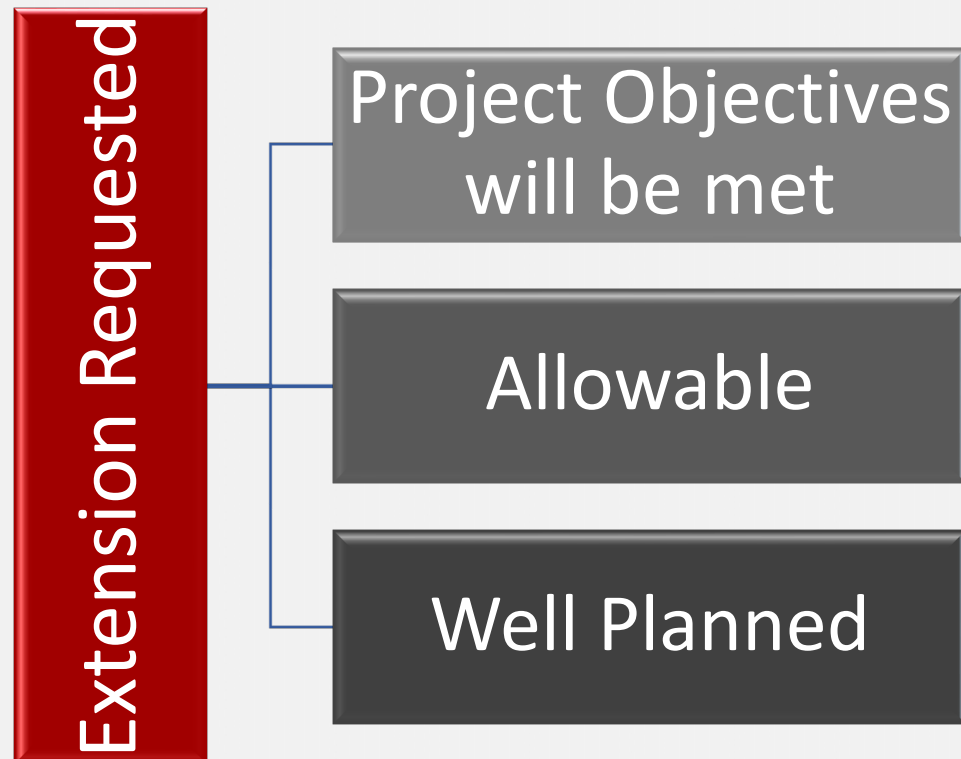 Extension Requested
Project Objectives
will be met
Allowable
Well Planned